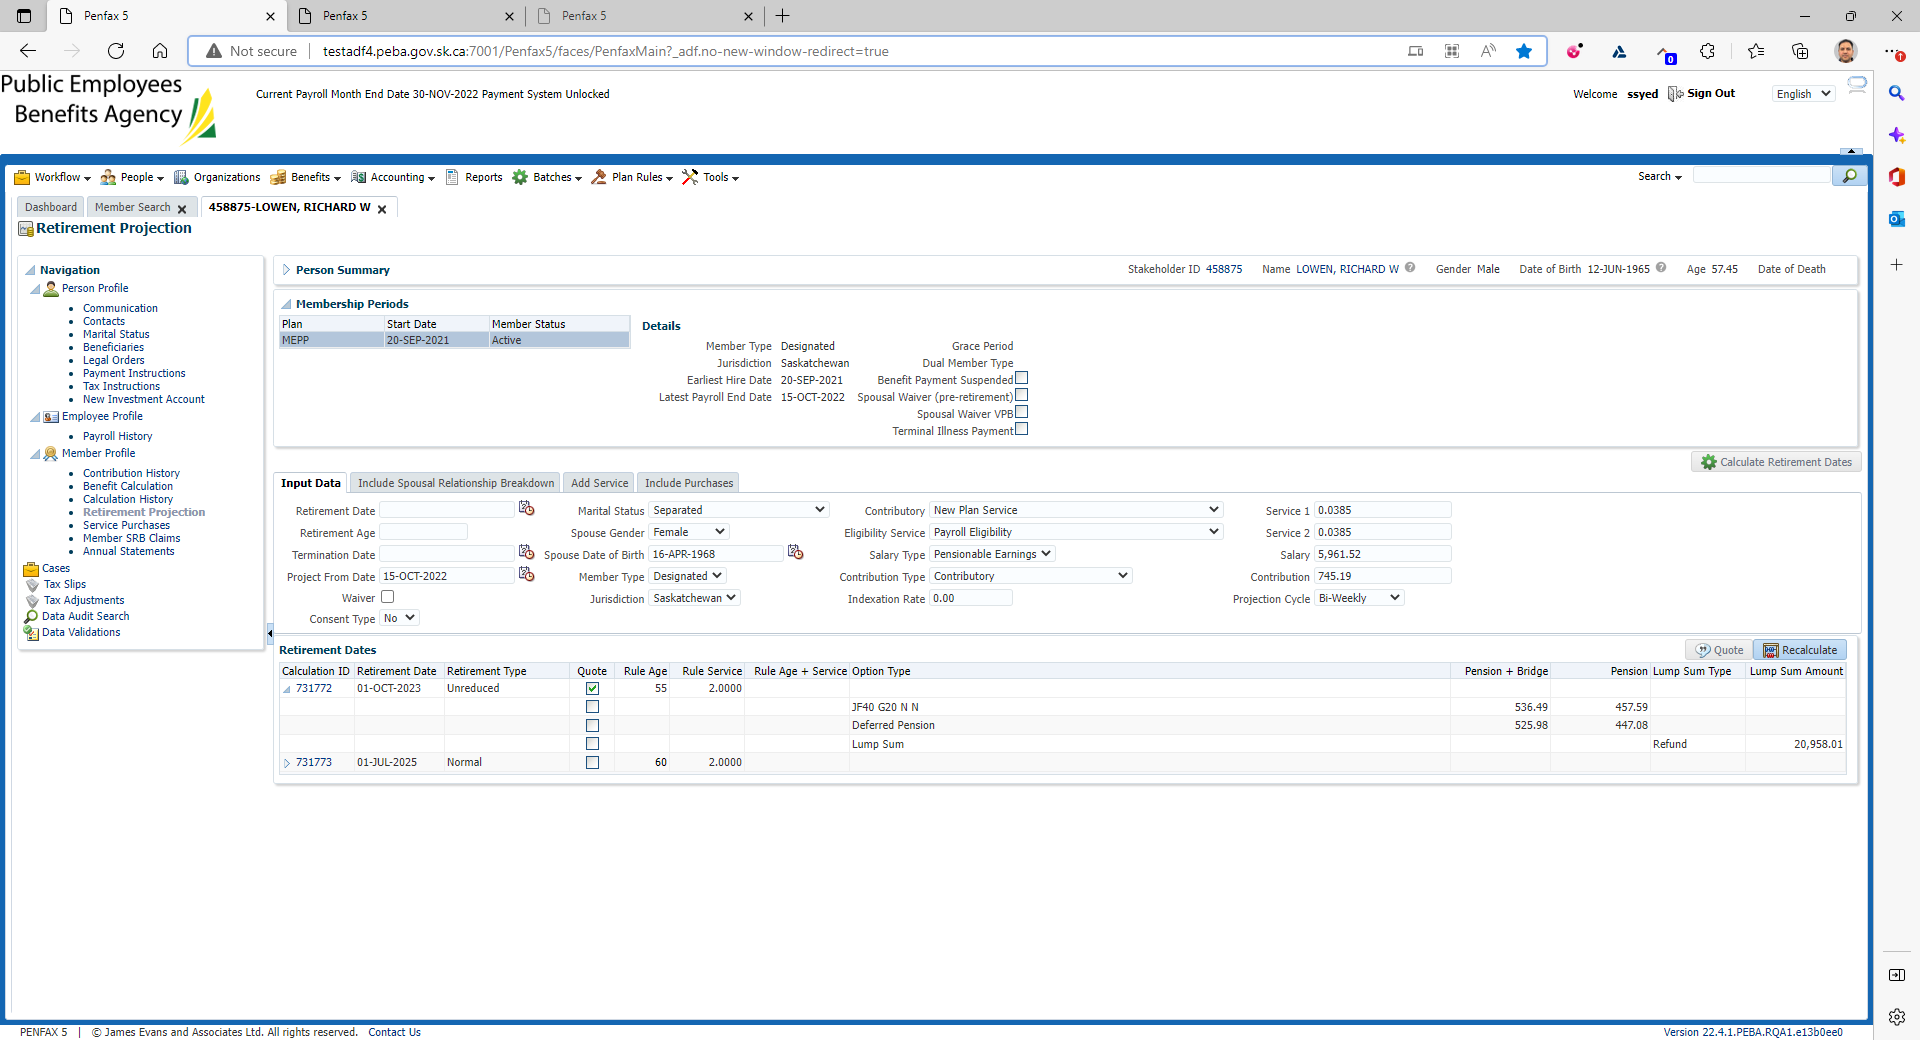 Penfax 5
Penfax 5
Penfax 5
Not secure testadf4.peba.gov.sk.ca:7001/Penfax5/faces/PenfaxMain?_adf.no-new-window-redirect=true
0
Public Employees
Benefits Agency
Current Payroll Month End Date 30-NOV-2022 Payment System Unlocked
Welcome ssyed Sign Out English
Workflow People Organizations Benefits Accounting Reports Batches Plan Rules Tools Search
Dashboard Member Search 458875-LOWEN, RICHARD W
Retirement Projection
Navigation
Person Profile
Communication
Contacts
Marital Status
Beneficiaries
Legal Orders
Payment Instructions
Tax Instructions
New Investment Account
Employee Profile
Payroll History
Member Profile
Contribution History
Benefit Calculation
Calculation History
Retirement Projection
Service Purchases
Member SRB Claims
Annual Statements
Cases
Tax Slips
Tax Adjustments
Data Audit Search
Data Validations
Person Summary Stakeholder ID 458875 Name LOWEN, RICHARD W Gender Male Date of Birth 12-JUN-1965 Age 57.45 Date of Death
Membership Periods
Plan Start Date Member Status
MEPP 20-SEP-2021 Active
Details
Member Type Designated Grace Period
Jurisdiction Saskatchewan Dual Member Type
Earliest Hire Date 20-SEP-2021 Benefit Payment Suspended
Latest Payroll End Date 15-OCT-2022 Spousal Waiver (pre-retirement)
Spousal Waiver VPB
Terminal Illness Payment
Calculate Retirement Dates
Input Data Include Spousal Relationship Breakdown Add Service Include Purchases
Retirement Date Marital Status Separated Contributory New Plan Service Service 1 0.0385
Retirement Age Spouse Gender Female Eligibility Service Payroll Eligibility Service 2 0.0385
Termination Date Spouse Date of Birth 16-APR-1968 Salary Type Pensionable Earnings Salary 5,961.52
Project From Date 15-OCT-2022 Member Type Designated Contribution Type Contributory Contribution 745.19
Waiver Jurisdiction Saskatchewan Indexation Rate 0.00 Projection Cycle Bi-Weekly
Consent Type No
Retirement Dates Quote Recalculate
Calculation ID Retirement Date Retirement Type Quote Rule Age Rule Service Rule Age + Service Option Type Pension + Bridge Pension Lump Sum Type Lump Sum Amount
731772 01-OCT-2023 Unreduced 55 2.0000
JF40 G20 N N 536.49 457.59
Deferred Pension 525.98 447.08
Lump Sum Refund 20,958.01
731773 01-JUL-2025 Normal 60 2.0000
PENFAX 5 | © James Evans and Associates Ltd. All rights reserved. Contact Us Version 22.4.1.PEBA.RQA1.e13b0ee0